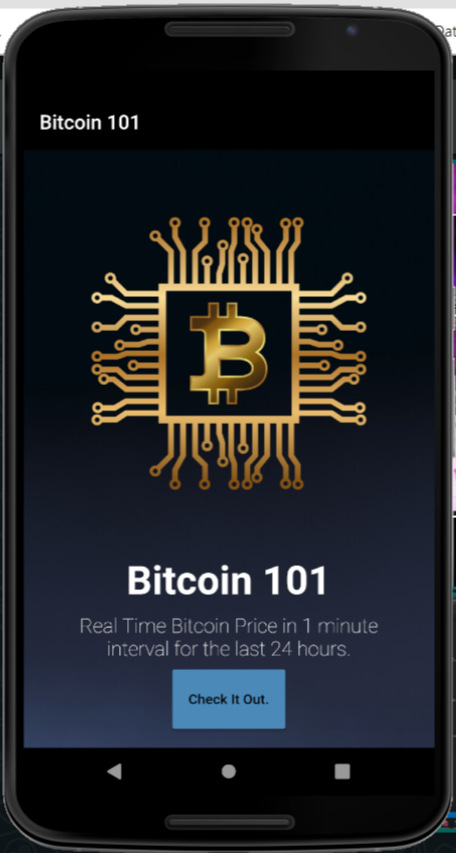 Dat
Bitcoin 101
Bitcoin 101
Real Time Bitcoin Price in 1 minute
interval for the last 24 hours.
Check It Out.